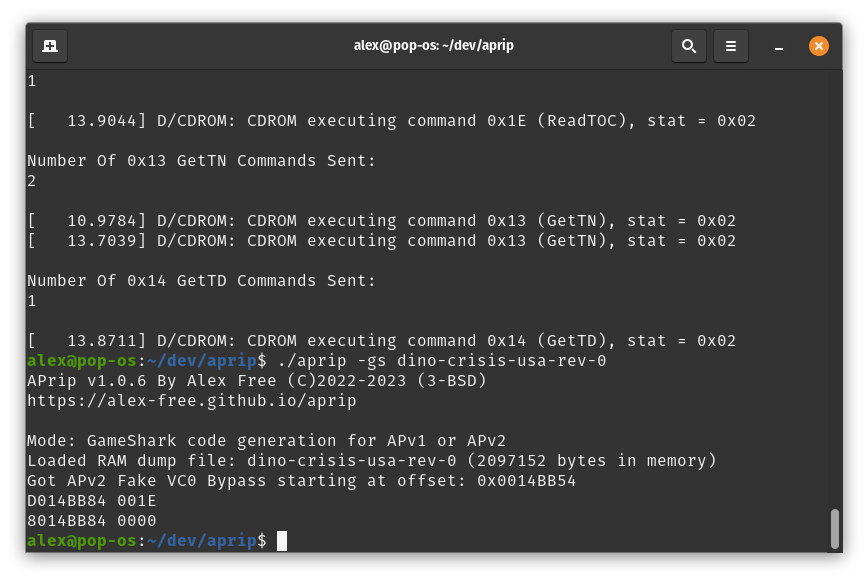 alex@pop-os: ~/dev/aprip
1
[   13.9044] D/CDROM: CDROM executing command 0x1E (ReadTOC), stat = 0x02
Number Of 0x13 GetTN Commands Sent:
2
[   10.9784] D/CDROM: CDROM executing command 0x13 (GetTN), stat = 0x02
[   13.7039] D/CDROM: CDROM executing command 0x13 (GetTN), stat = 0x02
Number Of 0x14 GetTD Commands Sent:
1
[   13.8711] D/CDROM: CDROM executing command 0x14 (GetTD), stat = 0x02
alex@pop-os:~/dev/aprip$ ./aprip -gs dino-crisis-usa-rev-0
APrip v1.0.6 By Alex Free (C)2022-2023 (3-BSD)
https://alex-free.github.io/aprip
Mode: GameShark code generation for APv1 or APv2
Loaded RAM dump file: dino-crisis-usa-rev-0 (2097152 bytes in memory)
Got APv2 Fake VC0 Bypass starting at offset: 0x0014BB54
D014BB84 001E
8014BB84 0000
alex@pop-os:~/dev/aprip$